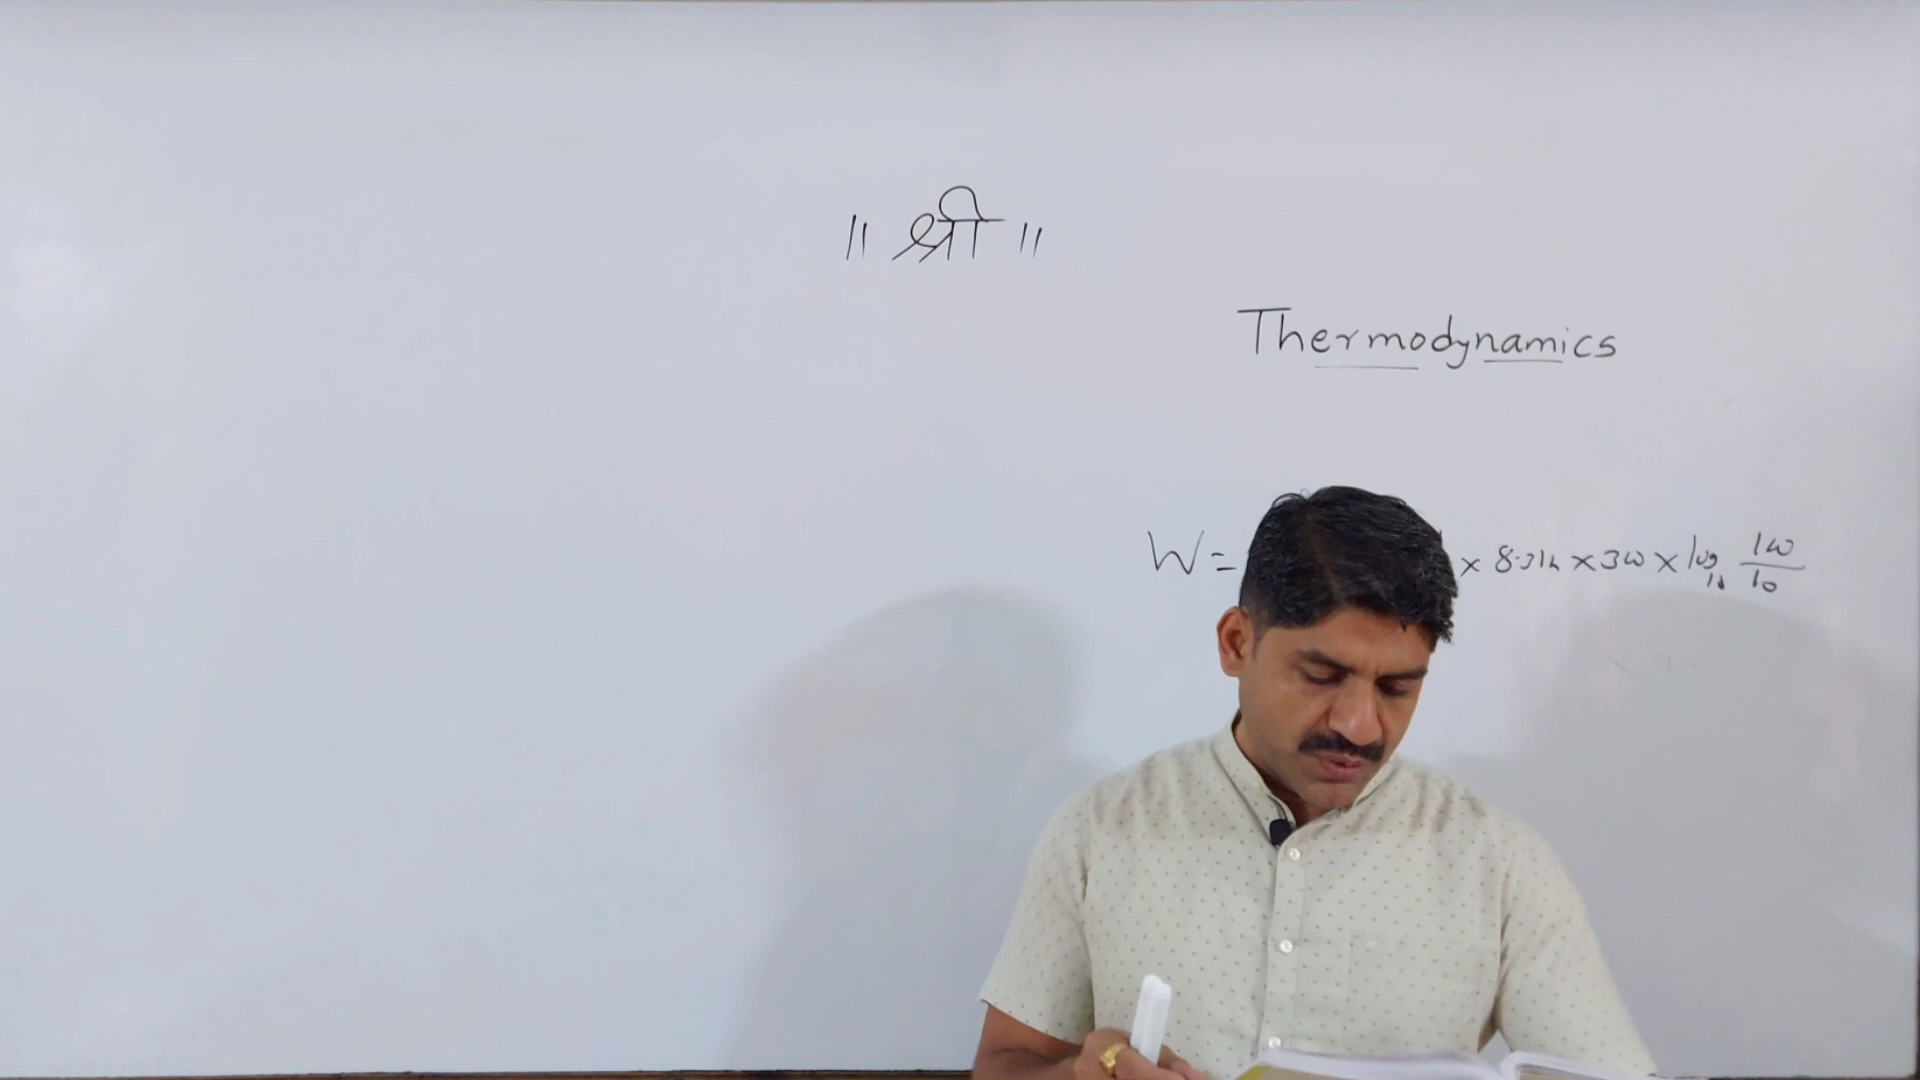 ॥ श्री ॥
Thermodynamics
W = × 8.314 × 300 × log₁₀ 100/10